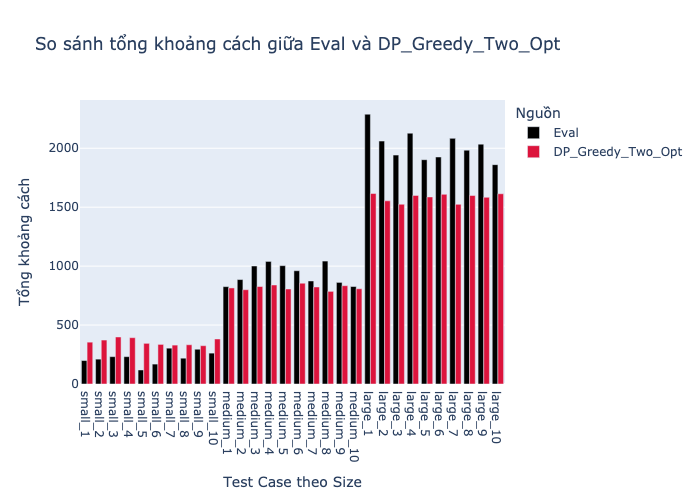 So sánh tổng khoảng cách giữa Eval và DP_Greedy_Two_Opt
Nguồn
Eval
DP_Greedy_Two_Opt
Tổng khoảng cách
2000
1500
1000
500
0
small_1
small_2
small_3
small_4
small_5
small_6
small_7
small_8
small_9
small_10
medium_1
medium_2
medium_3
medium_4
medium_5
medium_6
medium_7
medium_8
medium_9
medium_10
large_1
large_2
large_3
large_4
large_5
large_6
large_7
large_8
large_9
large_10
Test Case theo Size